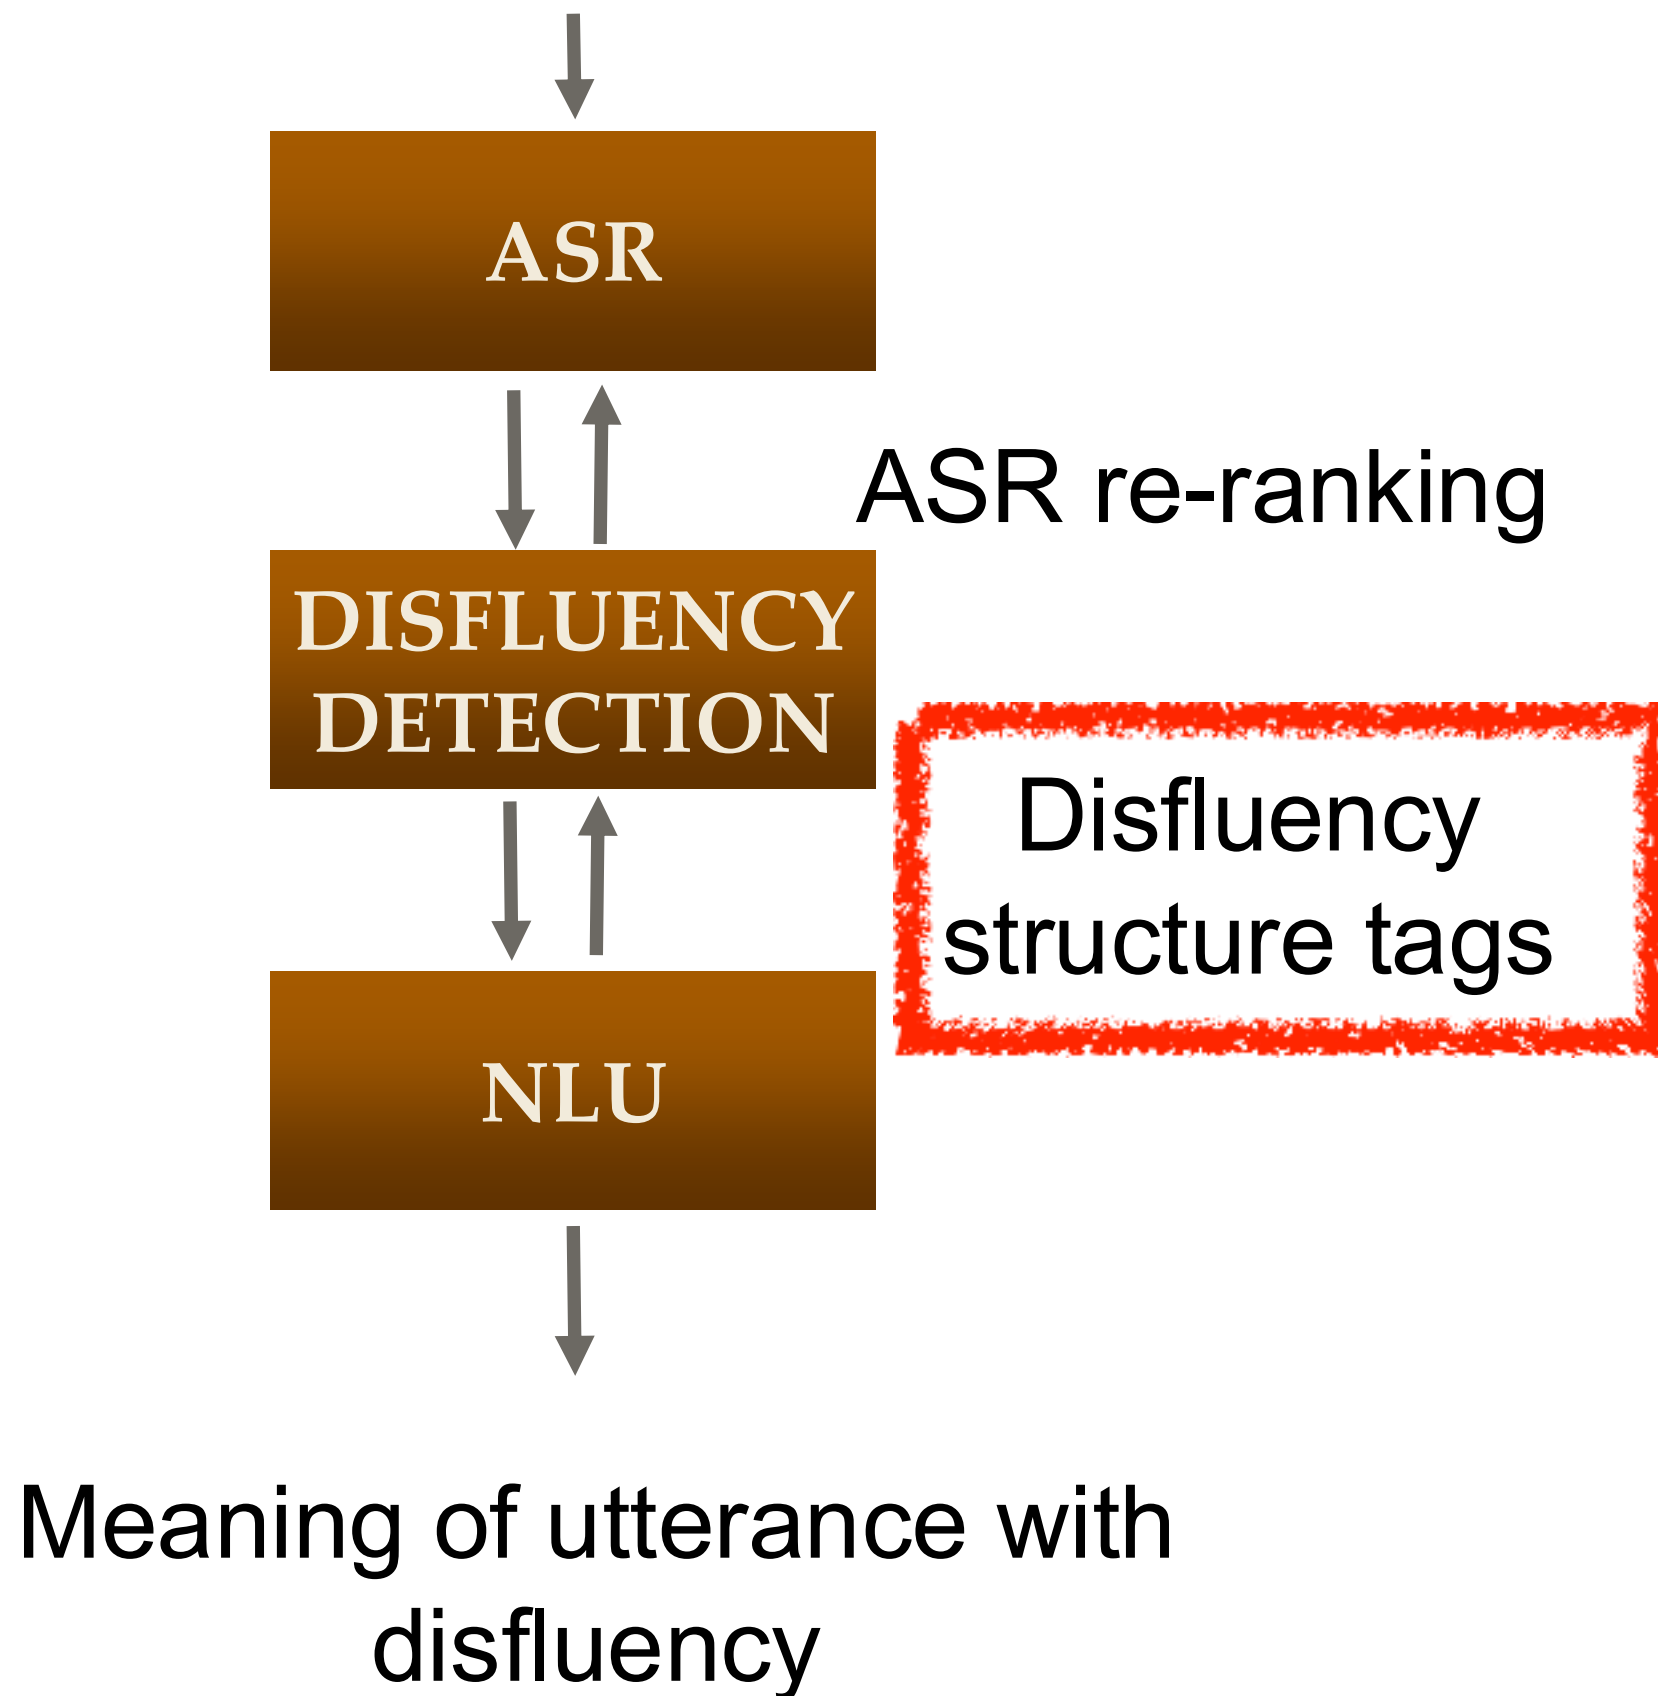 ASR
ASR re-ranking
DISFLUENCY
DETECTION
Disfluency
structure tags
NLU
Meaning of utterance with
disfluency